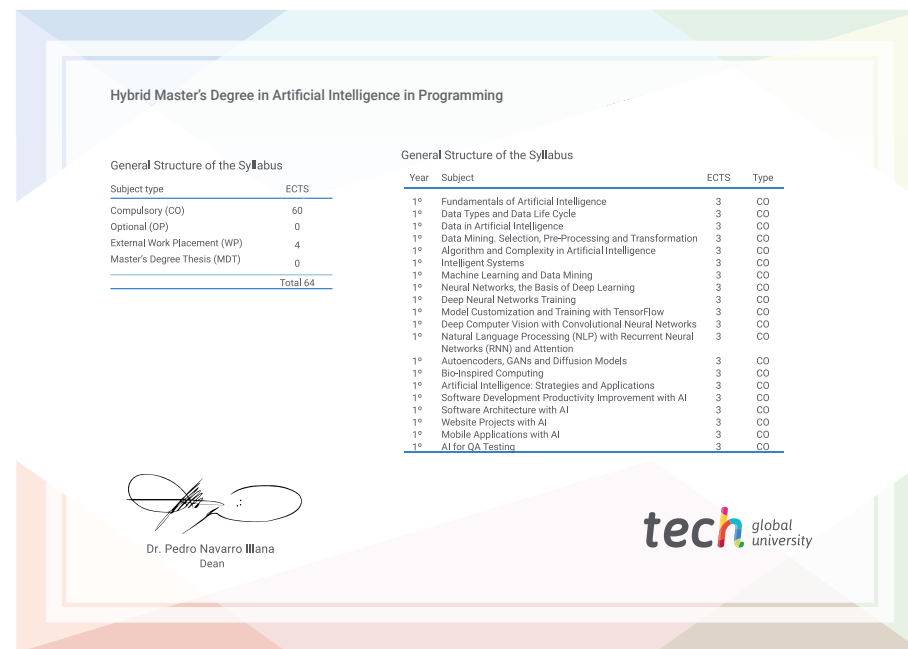 Hybrid Master's Degree in Artificial Intelligence in Programming
General Structure of the Syllabus
Subject type ECTS
Compulsory (CO) 60
Optional (OP) 0
External Work Placement (WP) 4
Master's Degree Thesis (MDT) 0
Total 64
General Structure of the Syllabus
Year Subject ECTS Type
1º Fundamentals of Artificial Intelligence 3 CO
1º Data Types and Data Life Cycle 3 CO
1º Data in Artificial Intelligence 3 CO
1º Data Mining. Selection, Pre-Processing and Transformation 3 CO
1º Algorithm and Complexity in Artificial Intelligence 3 CO
1º Intelligent Systems 3 CO
1º Machine Learning and Data Mining 3 CO
1º Neural Networks, the Basis of Deep Learning 3 CO
1º Deep Neural Networks Training 3 CO
1º Model Customization and Training with TensorFlow 3 CO
1º Deep Computer Vision with Convolutional Neural Networks 3 CO
1º Natural Language Processing (NLP) with Recurrent Neural 3 CO
Networks (RNN) and Attention
1º Autoencoders, GANs and Diffusion Models 3 CO
1º Bio-Inspired Computing 3 CO
1º Artificial Intelligence: Strategies and Applications 3 CO
1º Software Development Productivity Improvement with AI 3 CO
1º Software Architecture with AI 3 CO
1º Website Projects with AI 3 CO
1º Mobile Applications with AI 3 CO
1º AI for QA Testing 3 CO
Dr. Pedro Navarro Illana
Dean
tech global
university